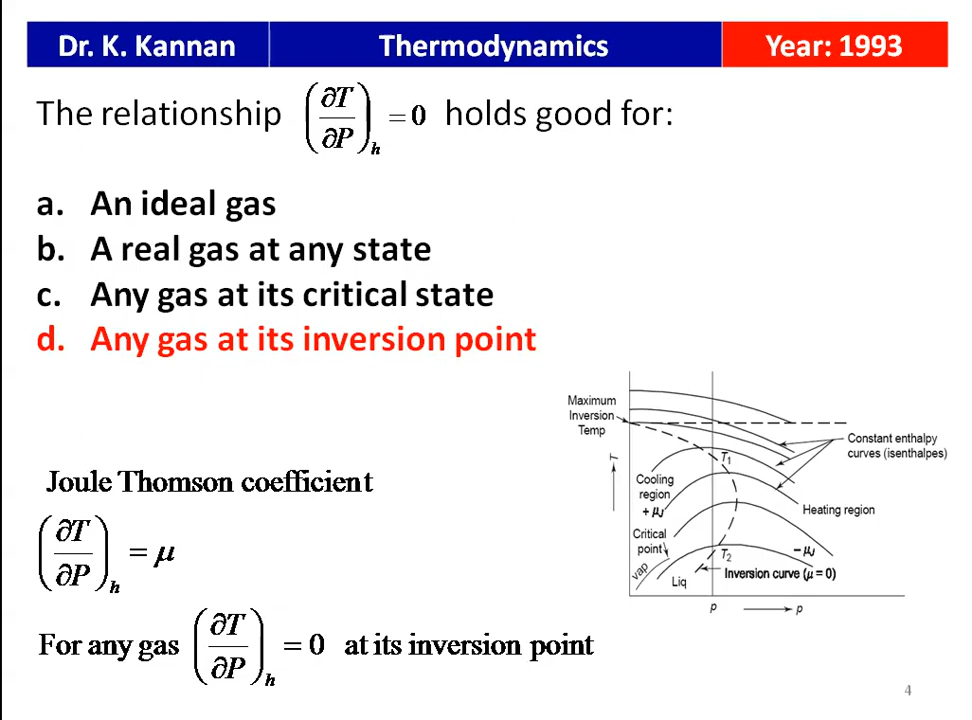 Dr. K. Kannan Thermodynamics Year: 1993
The relationship (∂T/∂P)h = 0 holds good for:
a. An ideal gas
b. A real gas at any state
c. Any gas at its critical state
d. Any gas at its inversion point
Maximum
Inversion
Temp
T
Cooling
region
+ μJ
Critical
point
vap
Liq
T1
T2
Constant enthalpy
curves (isenthalpes)
Heating region
– μJ
Inversion curve (μ = 0)
P
P
Joule Thomson coefficient
(∂T/∂P)h = μ
For any gas (∂T/∂P)h = 0 at its inversion point
4